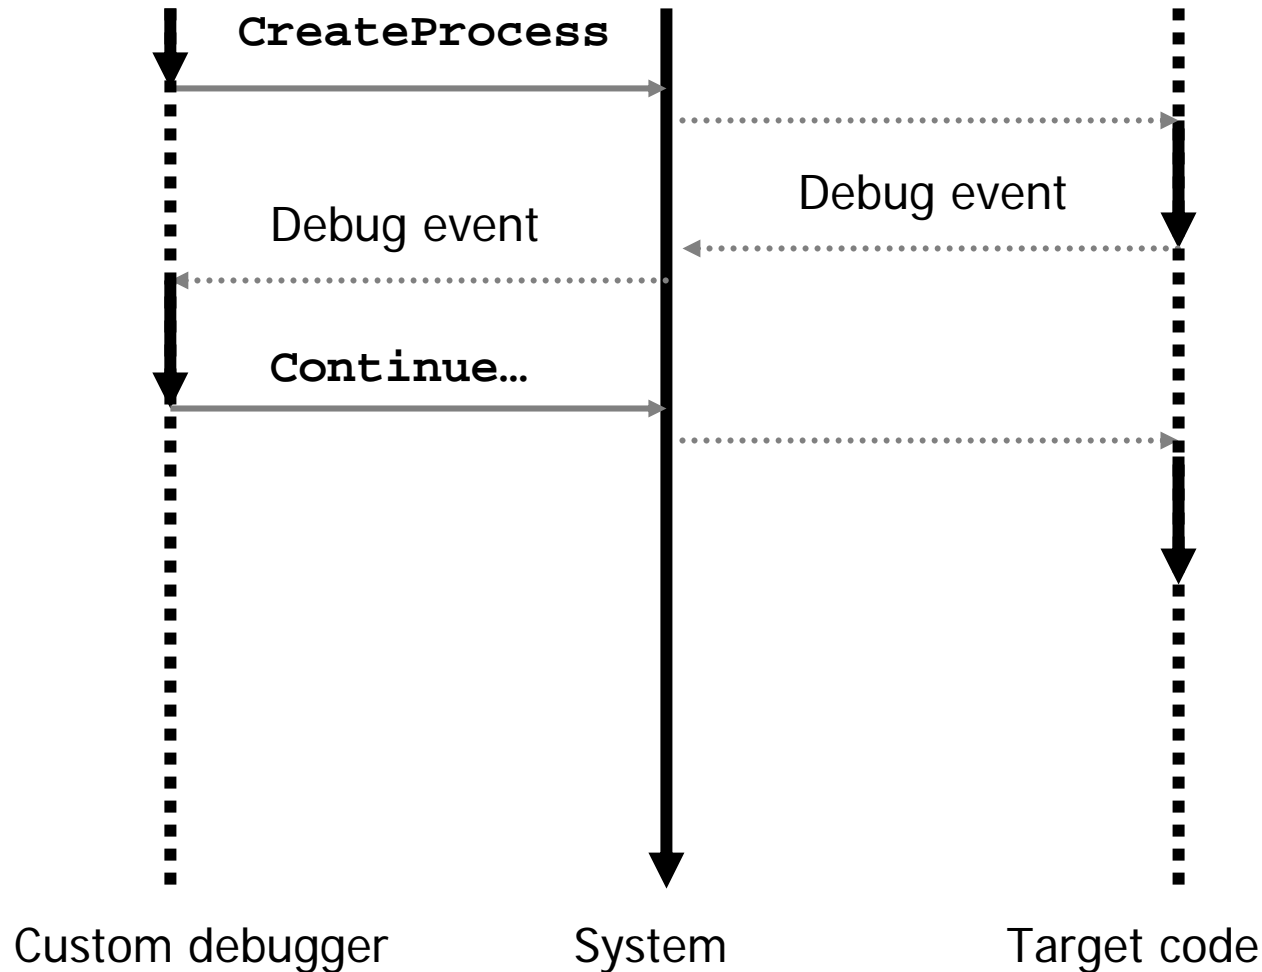 CreateProcess
Debug event
Debug event
Continue…
Custom debugger
System
Target code